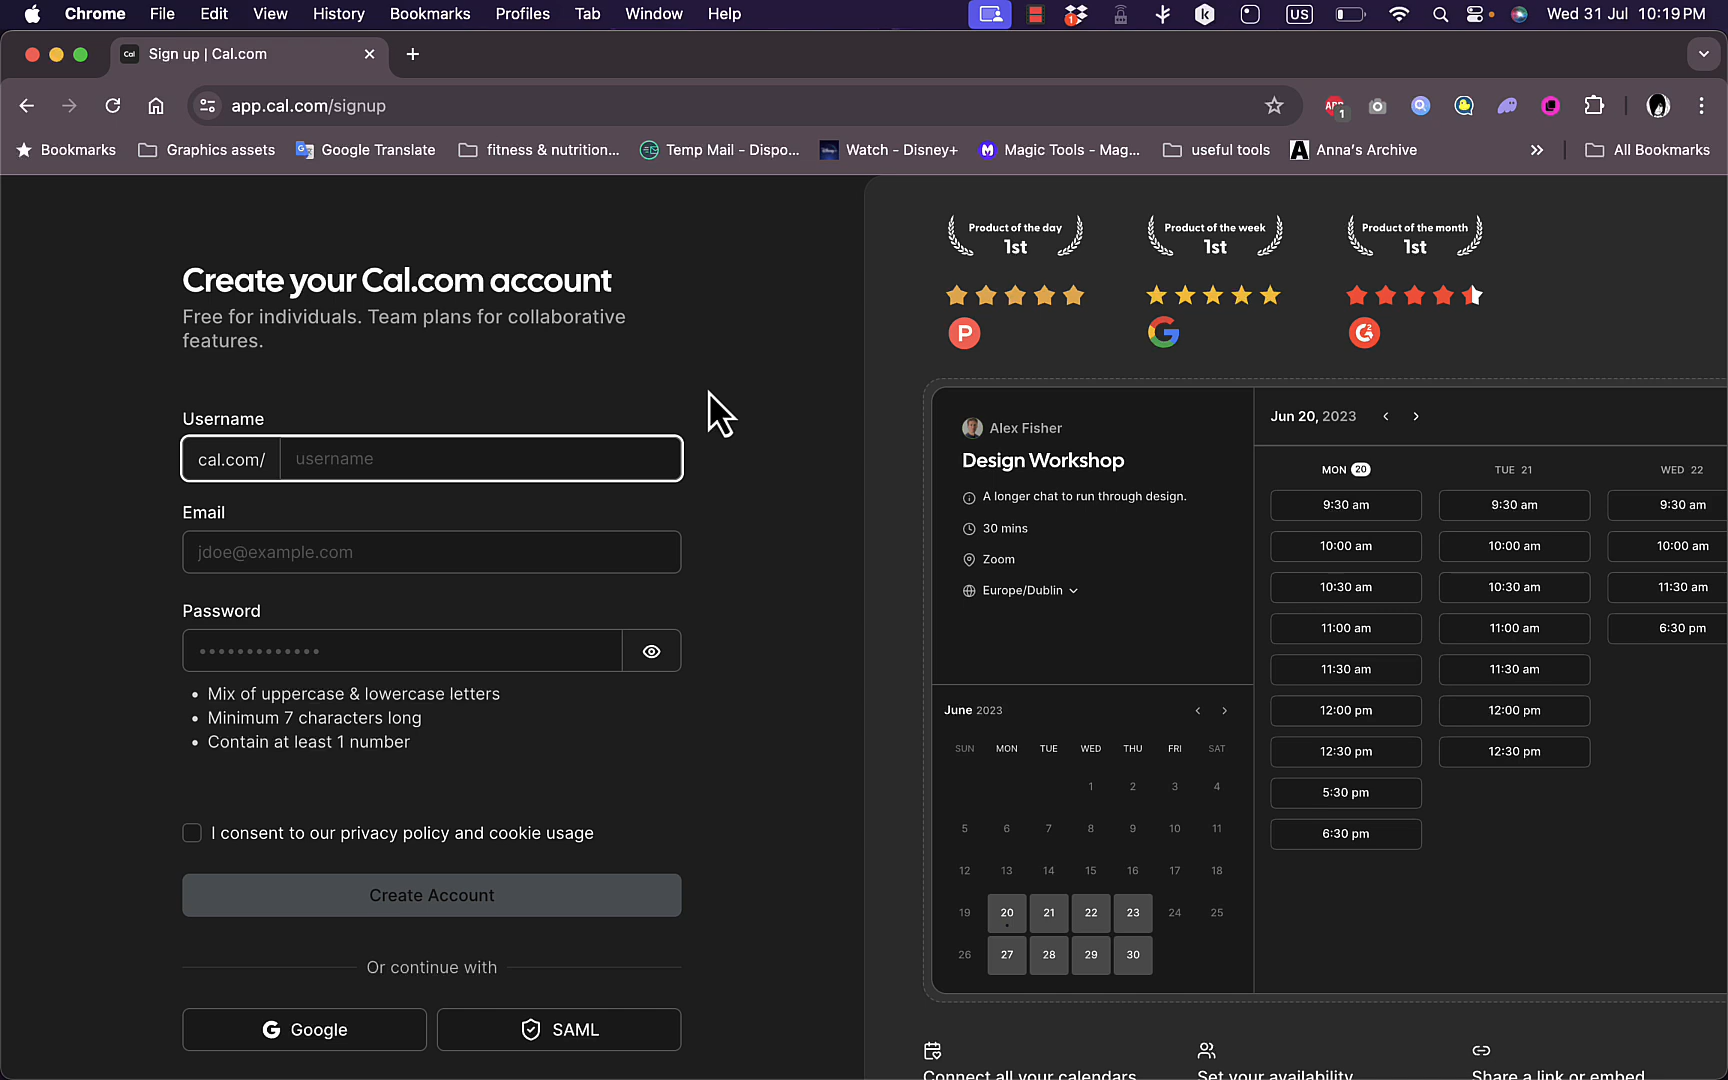 Chrome File Edit View History Bookmarks Profiles Tab Window Help 1 US Wed 31 Jul 10:19 PM
Cal Sign up | Cal.com
app.cal.com/signup ABP 1
Bookmarks Graphics assets Google Translate fitness & nutrition... Temp Mail - Dispo... Watch - Disney+ Magic Tools - Mag... useful tools Anna's Archive All Bookmarks
Create your Cal.com account
Free for individuals. Team plans for collaborative
features.
Username
cal.com/ username
Email
jdoe@example.com
Password
Mix of uppercase & lowercase letters
Minimum 7 characters long
Contain at least 1 number
I consent to our privacy policy and cookie usage
Create Account
Or continue with
Google SAML
Product of the day Product of the week Product of the month
1st 1st 1st
Alex Fisher
Design Workshop
A longer chat to run through design.
30 mins
Zoom
Europe/Dublin
June 2023
SUN MON TUE WED THU FRI SAT
1 2 3 4
5 6 7 8 9 10 11
12 13 14 15 16 17 18
19 20 21 22 23 24 25
26 27 28 29 30
Jun 20, 2023
MON 20 TUE 21 WED 22
9:30 am 9:30 am 9:30 am
10:00 am 10:00 am 10:00 am
10:30 am 10:30 am 11:30 am
11:00 am 11:00 am 6:30 pm
11:30 am 11:30 am
12:00 pm 12:00 pm
12:30 pm 12:30 pm
5:30 pm
6:30 pm
Connect all your calendars Set your availability Share a link or embed